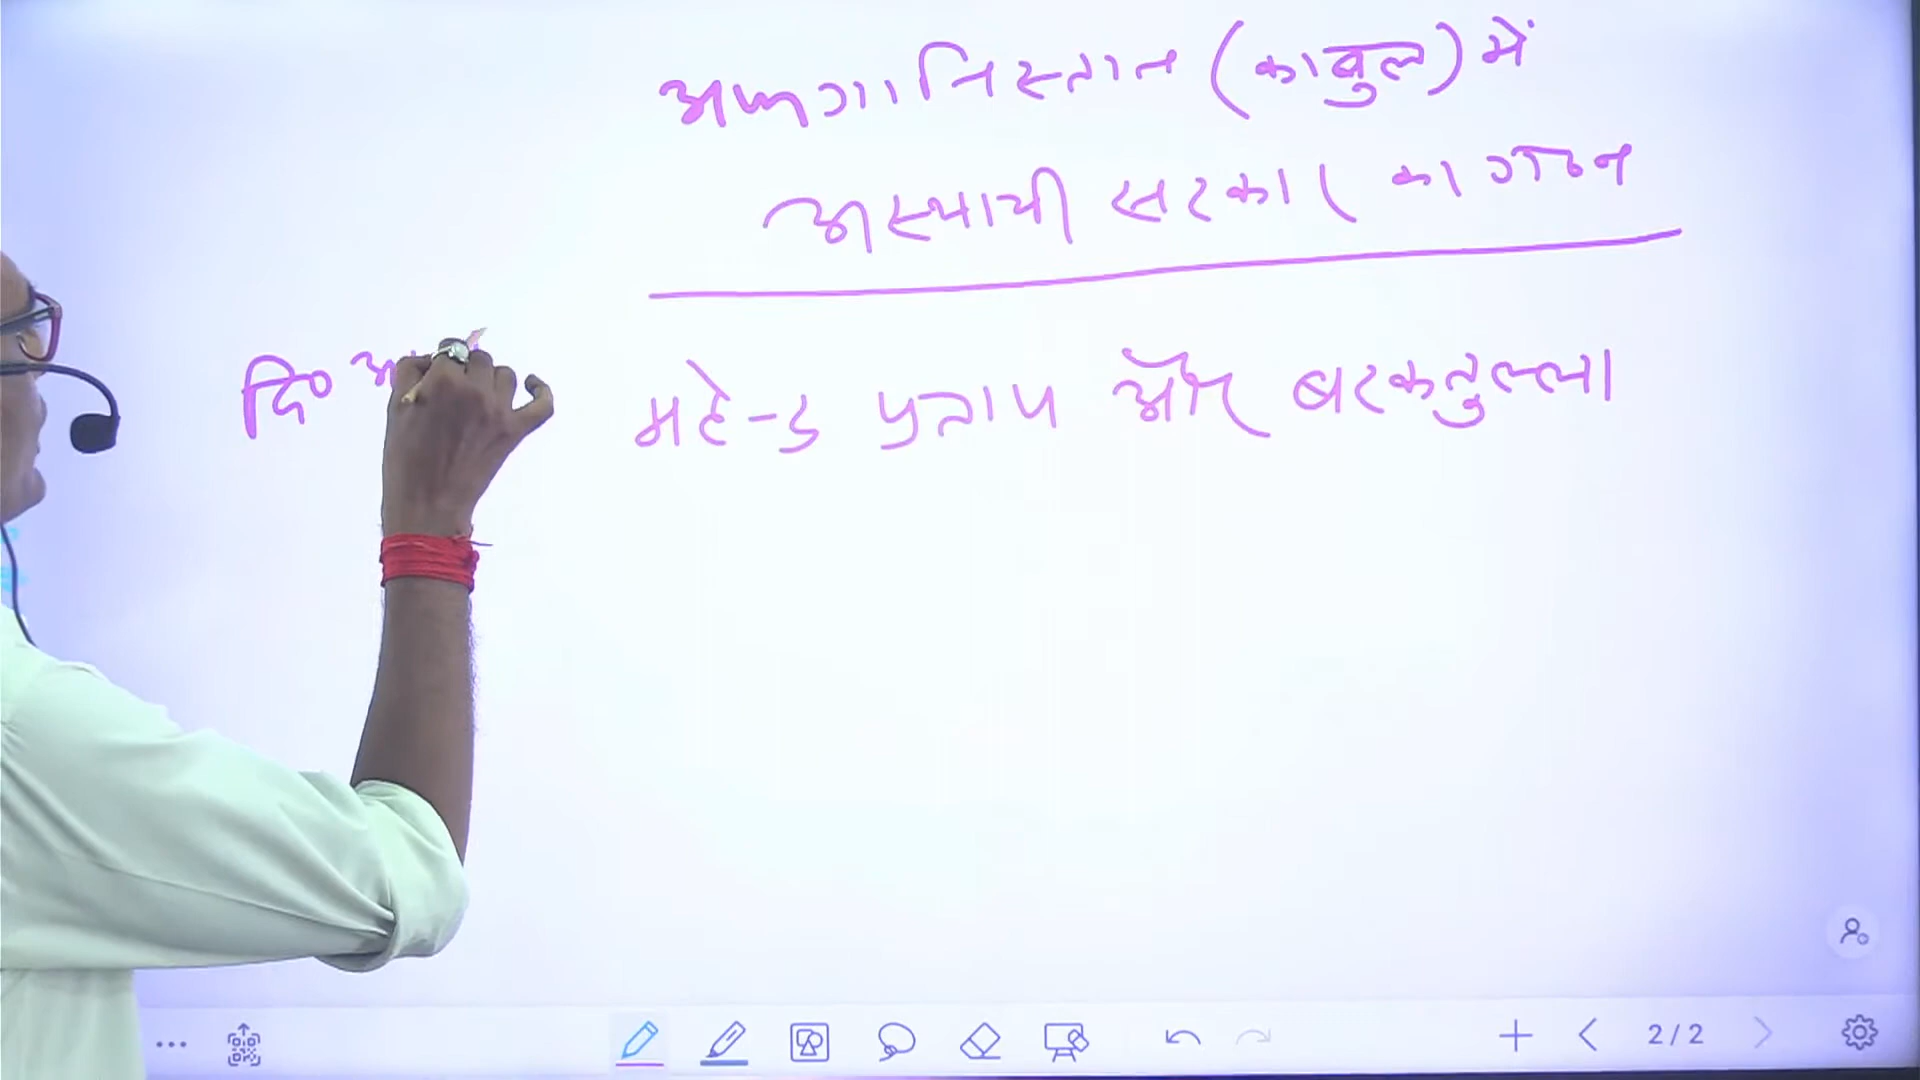 अफगानिस्तान (काबुल) में
अस्थायी सरकार का गठन
दि०
महेन्द्र प्रताप और बरकतुल्ला
2/2